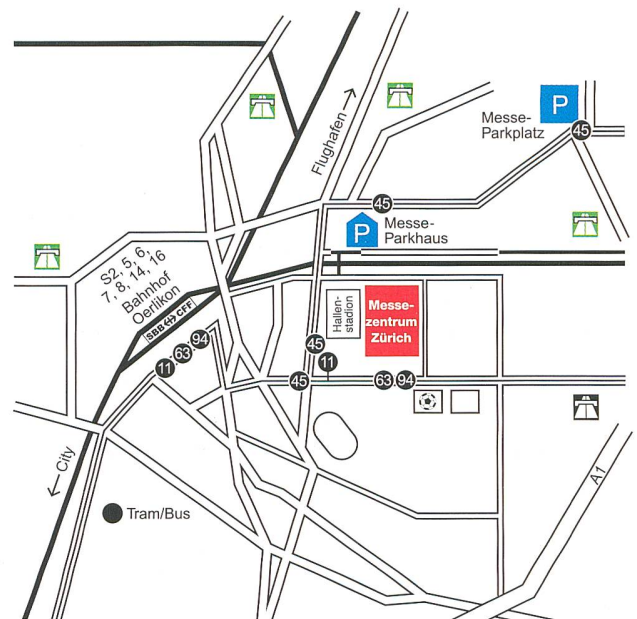 Flughafen →
P
Messe-
Parkplatz
45
45
P
Messe-
Parkhaus
S2, 5, 6,
7, 8, 14, 16
Bahnhof
Oerlikon
SBB CFF
Hallen-
stadion
Messe-
zentrum
Zürich
11
63
94
45
11
45
63
94
← City
A1
Tram/Bus